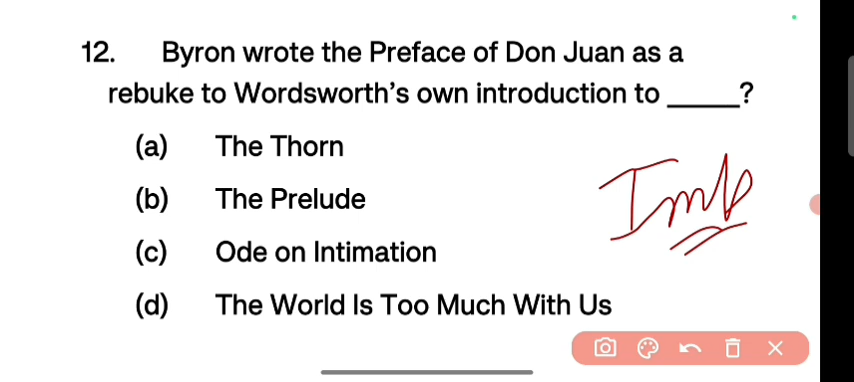 12. Byron wrote the Preface of Don Juan as a
rebuke to Wordsworth's own introduction to _____?
(a) The Thorn
(b) The Prelude
(c) Ode on Intimation
(d) The World Is Too Much With Us
Imp